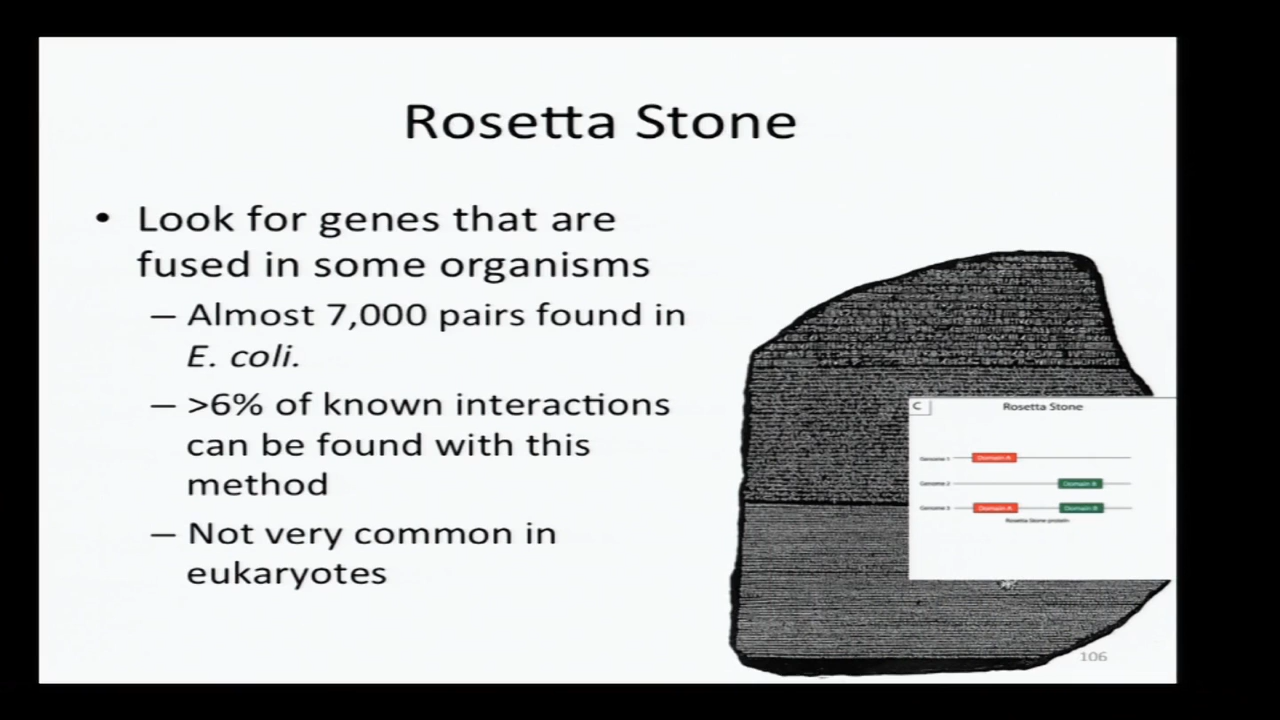 Rosetta Stone
• Look for genes that are
fused in some organisms
– Almost 7,000 pairs found in
E. coli.
– >6% of known interactions
can be found with this
method
– Not very common in
eukaryotes
C
Rosetta Stone
Genome 1 Domain A
Genome 2 Domain B
Genome 3 Domain A Domain B
Rosetta Stone protein
106